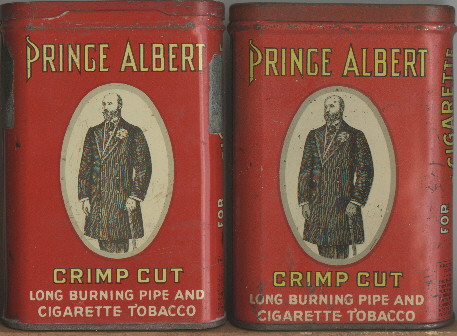 PRINCE ALBERT
CRIMP CUT
LONG BURNING PIPE AND
CIGARETTE TOBACCO
FOR
PRINCE ALBERT
CRIMP CUT
LONG BURNING PIPE AND
CIGARETTE TOBACCO
FOR
CIGARETTE